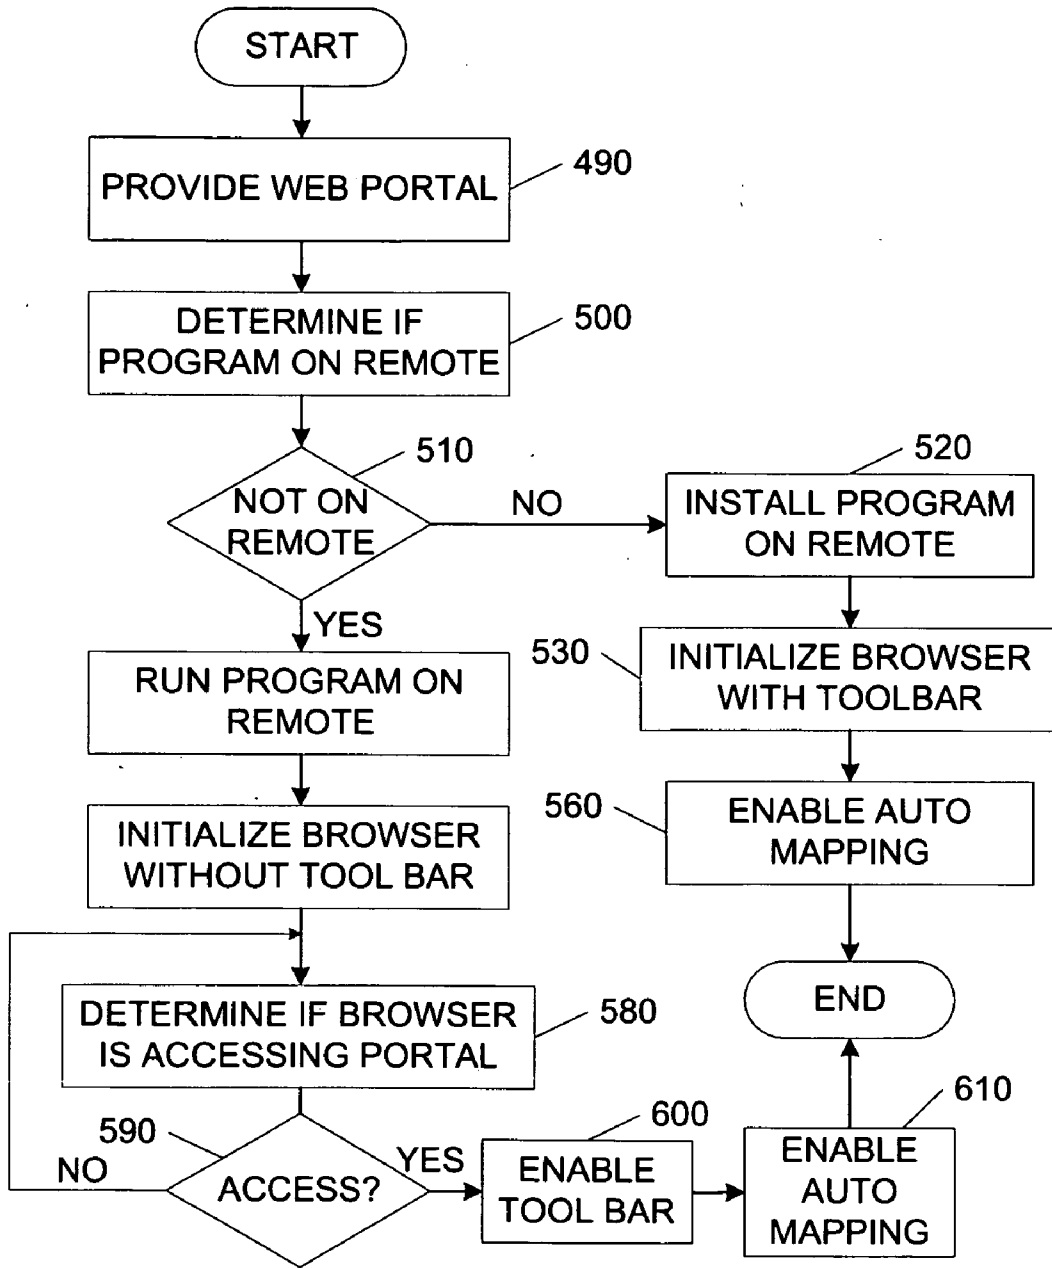 START
490
PROVIDE WEB PORTAL
500
DETERMINE IF
PROGRAM ON REMOTE
510
NOT ON
REMOTE
NO
520
INSTALL PROGRAM
ON REMOTE
YES
RUN PROGRAM ON
REMOTE
530
INITIALIZE BROWSER
WITH TOOLBAR
INITIALIZE BROWSER
WITHOUT TOOL BAR
560
ENABLE AUTO
MAPPING
END
DETERMINE IF BROWSER
IS ACCESSING PORTAL
580
590
ACCESS?
NO
YES
600
ENABLE
TOOL BAR
610
ENABLE
AUTO
MAPPING